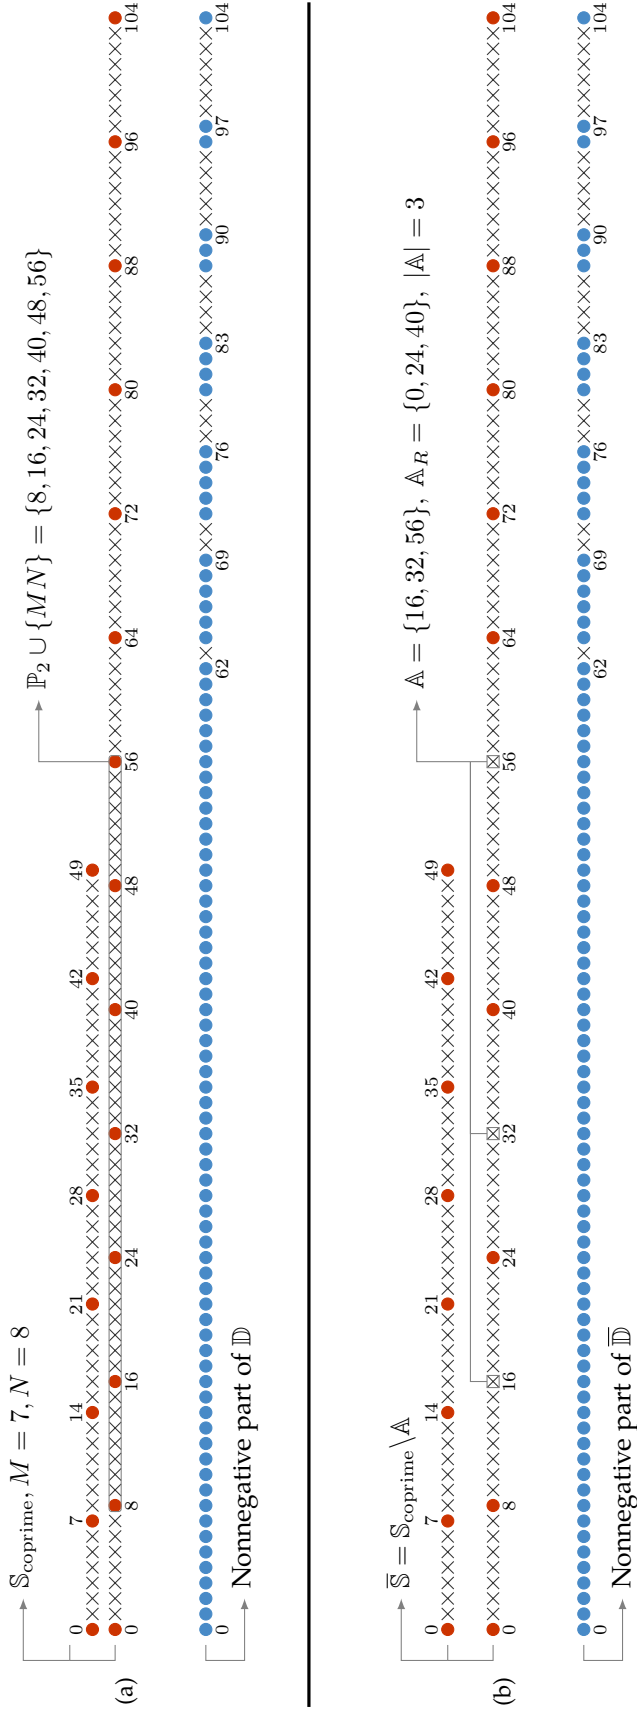 𝕊coprime, M = 7, N = 8
ℙ₂ ∪ {MN} = {8, 16, 24, 32, 40, 48, 56}
0 7 14 21 28 35 42 49
0 8 16 24 32 40 48 56 64 72 80 88 96 104
(a)
0 62 69 76 83 90 97 104
Nonnegative part of 𝔻
𝕊̅ = 𝕊coprime\𝔸
𝔸 = {16, 32, 56}, 𝔸_R = {0, 24, 40}, |𝔸| = 3
0 7 14 21 28 35 42 49
0 8 16 24 32 40 48 56 64 72 80 88 96 104
(b)
0 62 69 76 83 90 97 104
Nonnegative part of 𝔻̅